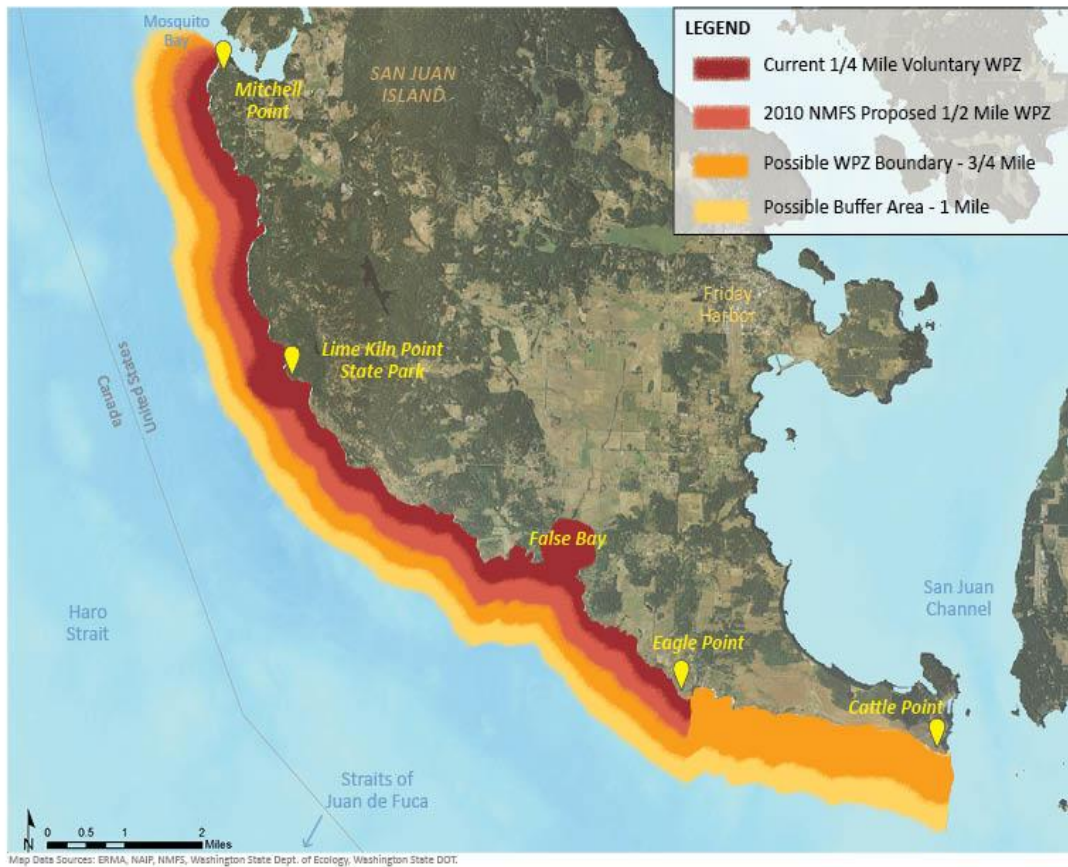 Mosquito
Bay
Mitchell
Point
SAN JUAN
ISLAND
LEGEND
Current 1/4 Mile Voluntary WPZ
2010 NMFS Proposed 1/2 Mile WPZ
Possible WPZ Boundary - 3/4 Mile
Possible Buffer Area - 1 Mile
Friday
Harbor
Lime Kiln Point
State Park
United States
Canada
False Bay
Haro
Strait
San Juan
Channel
Eagle Point
Cattle Point
Straits of
Juan de Fuca
N
0 0.5 1 2
Miles
Map Data Sources: ERMA, NAIP, NMFS, Washington State Dept. of Ecology, Washington State DOT.